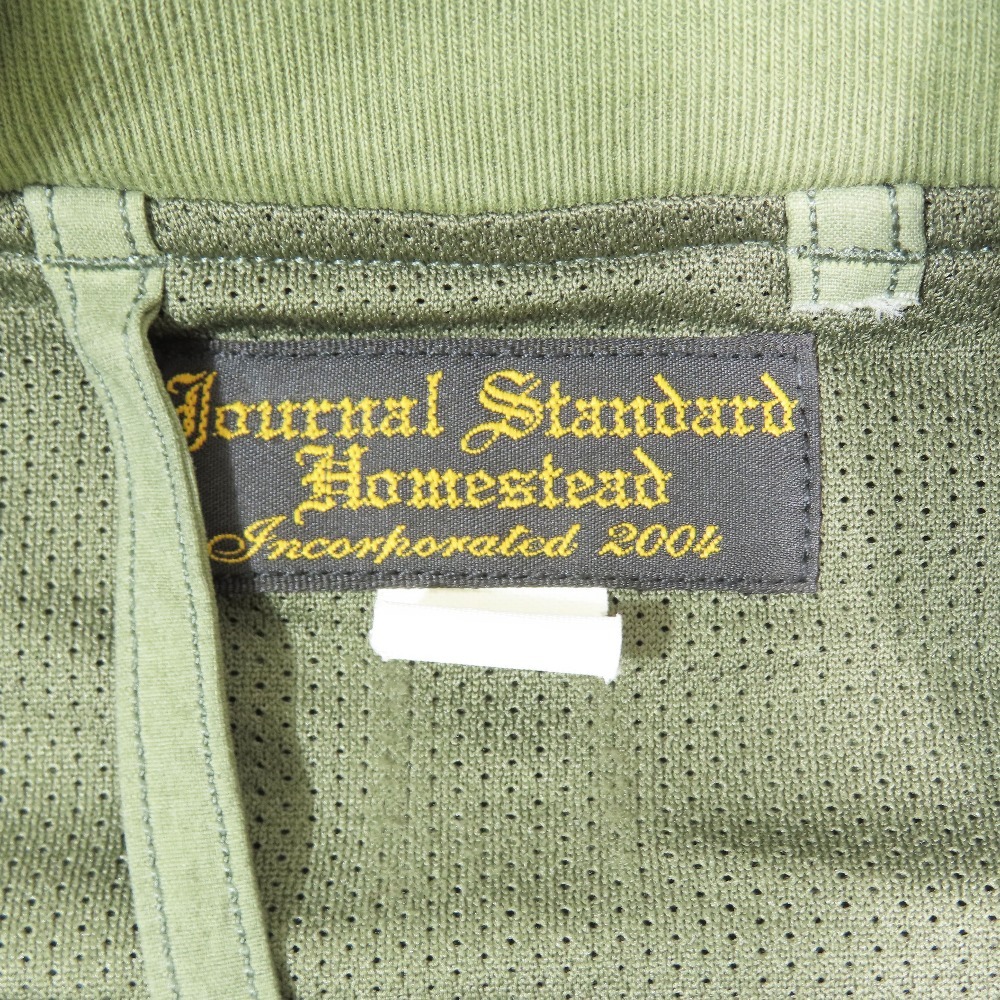 Journal Standard
Homestead
Incorporated 2004